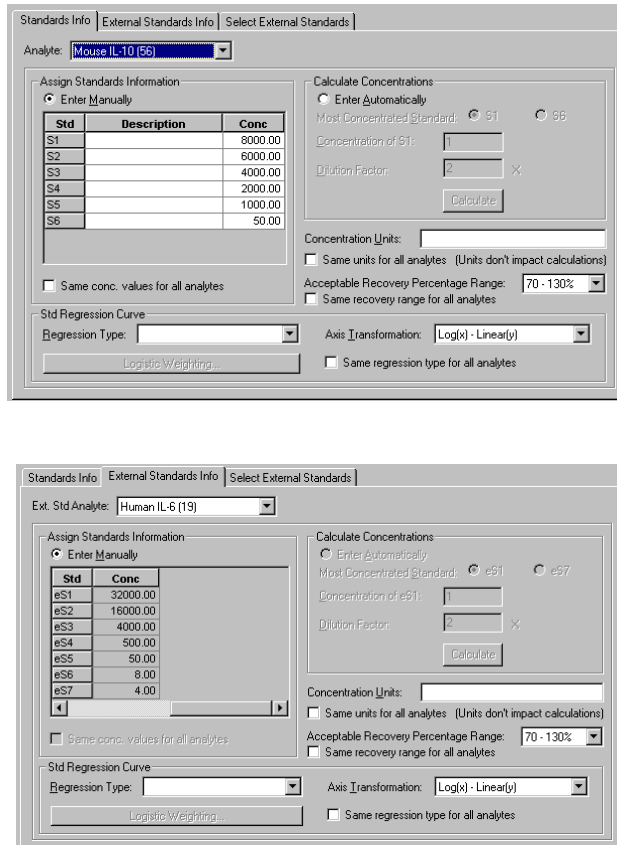 Standards Info External Standards Info Select External Standards
Analyte: Mouse IL-10 (56)
Assign Standards Information
Enter Manually
Std Description Conc
S1 8000.00
S2 6000.00
S3 4000.00
S4 2000.00
S5 1000.00
S6 50.00
Same conc. values for all analytes
Calculate Concentrations
Enter Automatically
Most Concentrated Standard: S1 S6
Concentration of S1: 1
Dilution Factor: 2 X
Calculate
Concentration Units:
Same units for all analytes (Units don't impact calculations)
Acceptable Recovery Percentage Range: 70 - 130%
Same recovery range for all analytes
Std Regression Curve
Regression Type: Axis Transformation: Log(x) - Linear(y)
Logistic Weighting... Same regression type for all analytes
Standards Info External Standards Info Select External Standards
Ext. Std Analyte: Human IL-6 (19)
Assign Standards Information
Enter Manually
Std Conc
eS1 32000.00
eS2 16000.00
eS3 4000.00
eS4 500.00
eS5 50.00
eS6 8.00
eS7 4.00
Same conc. values for all analytes
Calculate Concentrations
Enter Automatically
Most Concentrated Standard: eS1 eS7
Concentration of eS1: 1
Dilution Factor: 2 X
Calculate
Concentration Units:
Same units for all analytes (Units don't impact calculations)
Acceptable Recovery Percentage Range: 70 - 130%
Same recovery range for all analytes
Std Regression Curve
Regression Type: Axis Transformation: Log(x) - Linear(y)
Logistic Weighting... Same regression type for all analytes